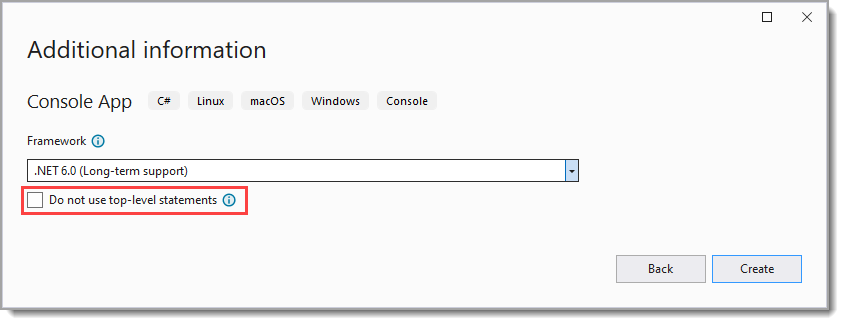 Additional information
Console App C# Linux macOS Windows Console
Framework
.NET 6.0 (Long-term support)
Do not use top-level statements
Back Create